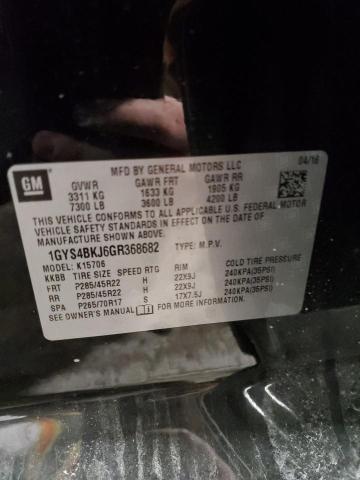 04/16
MFD BY GENERAL MOTORS LLC
GM GVWR GAWR FRT GAWR RR
3311 KG 1633 KG 1905 KG
7300 LB 3600 LB 4200 LB
THIS VEHICLE CONFORMS TO ALL APPLICABLE U.S. FEDERAL
THEFT PREVENTION STANDARDS IN EFFECT ON THE DATE OF
MANUFACTURE SHOWN ABOVE.
1GYS4BKJ6GR368682 TYPE: M.P.V.
MODEL: K15706
KKBB TIRE SIZE SPEED RTG RIM COLD TIRE PRESSURE
FRT P285/45R22 H 22X9J 240KPA(35PSI)
RR P285/45R22 H 22X9J 240KPA(35PSI)
SPA P265/70R17 S 17X7.5J 240KPA(35PSI)
SEE OWNER'S MANUAL FOR MORE INFORMATION